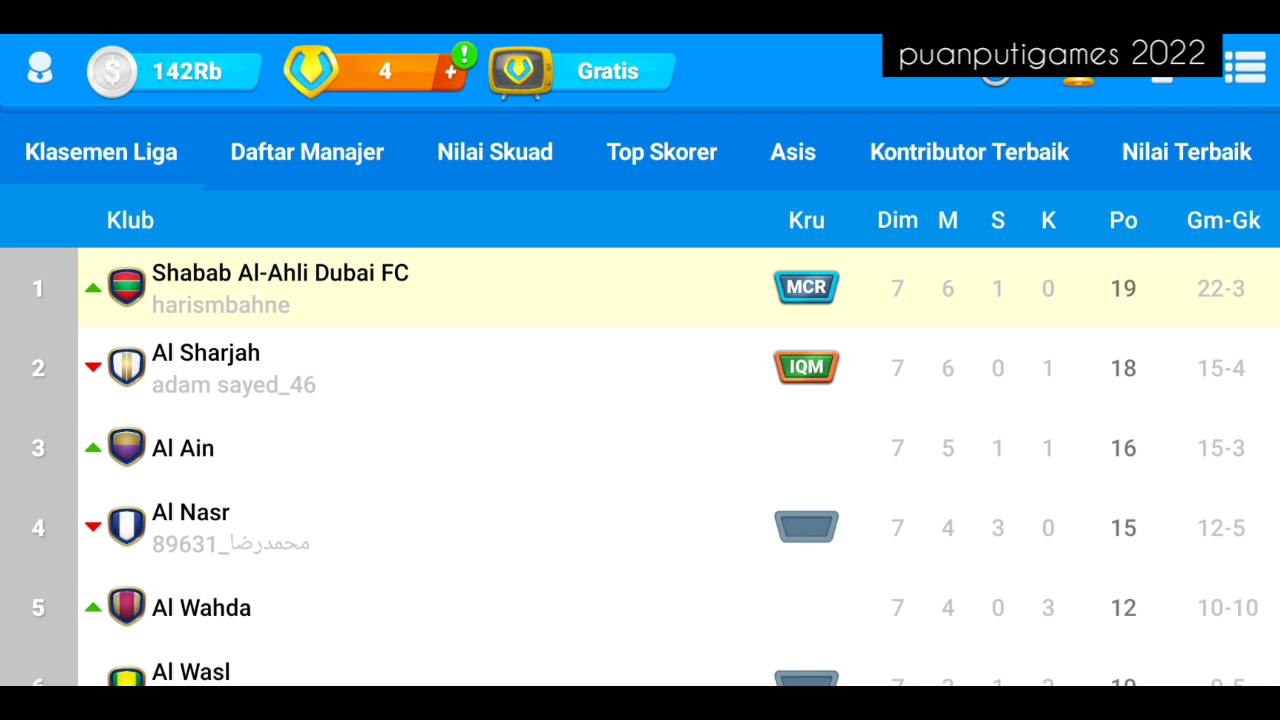 puanputigames 2022
142Rb 4 + ! Gratis
Klasemen Liga Daftar Manajer Nilai Skuad Top Skorer Asis Kontributor Terbaik Nilai Terbaik
Klub Kru Dim M S K Po Gm-Gk
1 Shabab Al-Ahli Dubai FC MCR 7 6 1 0 19 22-3
harismbahne
2 Al Sharjah IQM 7 6 0 1 18 15-4
adam sayed_46
3 Al Ain 7 5 1 1 16 15-3
4 Al Nasr 7 4 3 0 15 12-5
محمدرضا_89631
5 Al Wahda 7 4 0 3 12 10-10
Al Wasl